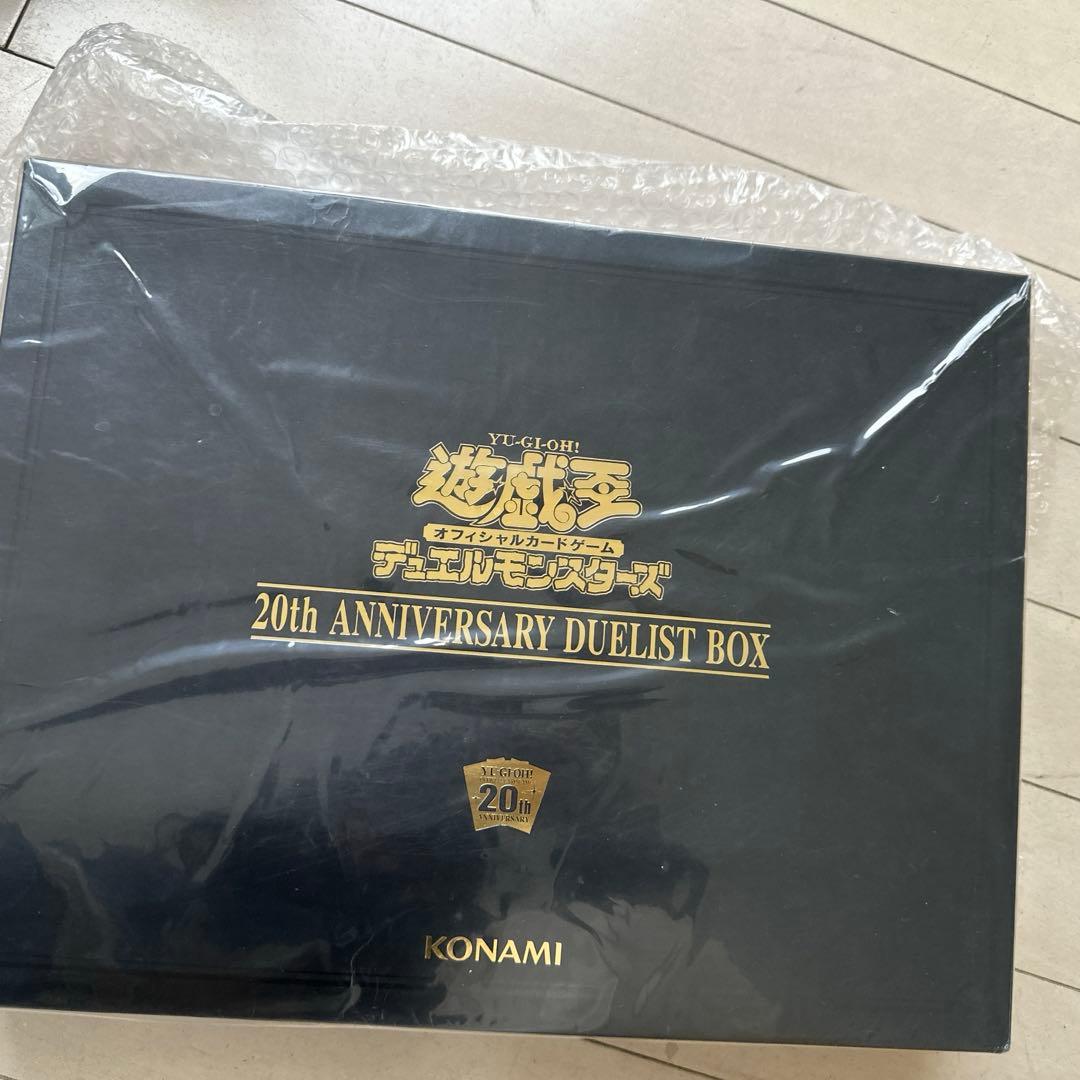 YU-GI-OH!
遊戯王
オフィシャルカードゲーム
デュエルモンスターズ
20th ANNIVERSARY DUELIST BOX
YU-GI-OH!
20th
ANNIVERSARY
KONAMI